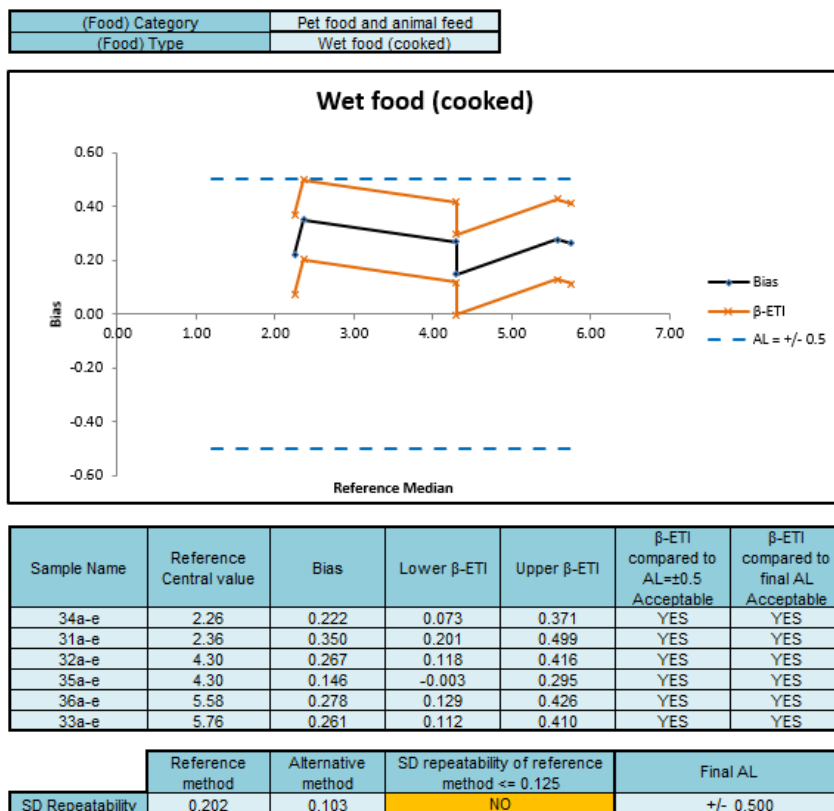 (Food) Category Pet food and animal feed
(Food) Type Wet food (cooked)
Wet food (cooked)
0.60
0.40
0.20
0.00
0.00 1.00 2.00 3.00 4.00 5.00 6.00 7.00
-0.20
-0.40
-0.60
Bias
Reference Median
Bias
β-ETI
AL = +/- 0.5
Sample Name Reference Central value Bias Lower β-ETI Upper β-ETI β-ETI compared to AL=±0.5 Acceptable β-ETI compared to final AL Acceptable
34a-e 2.26 0.222 0.073 0.371 YES YES
31a-e 2.36 0.350 0.201 0.499 YES YES
32a-e 4.30 0.267 0.118 0.416 YES YES
35a-e 4.30 0.146 -0.003 0.295 YES YES
36a-e 5.58 0.278 0.129 0.426 YES YES
33a-e 5.76 0.261 0.112 0.410 YES YES
Reference method Alternative method SD repeatability of reference method <= 0.125 Final AL
SD Repeatability 0.202 0.103 NO +/- 0.500